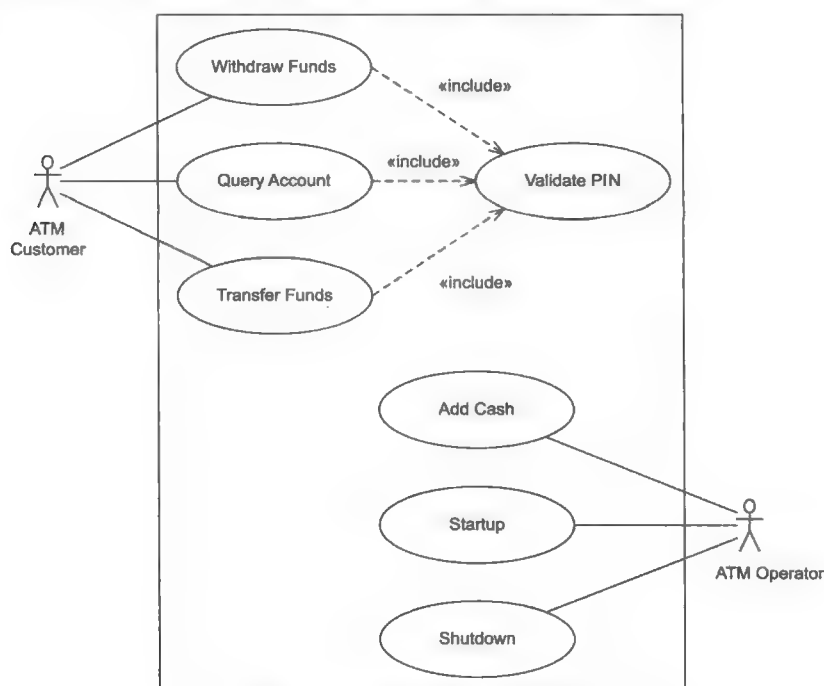 Withdraw Funds
«include»
Query Account
«include»
Validate PIN
ATM
Customer
Transfer Funds
«include»
Add Cash
Startup
ATM Operator
Shutdown